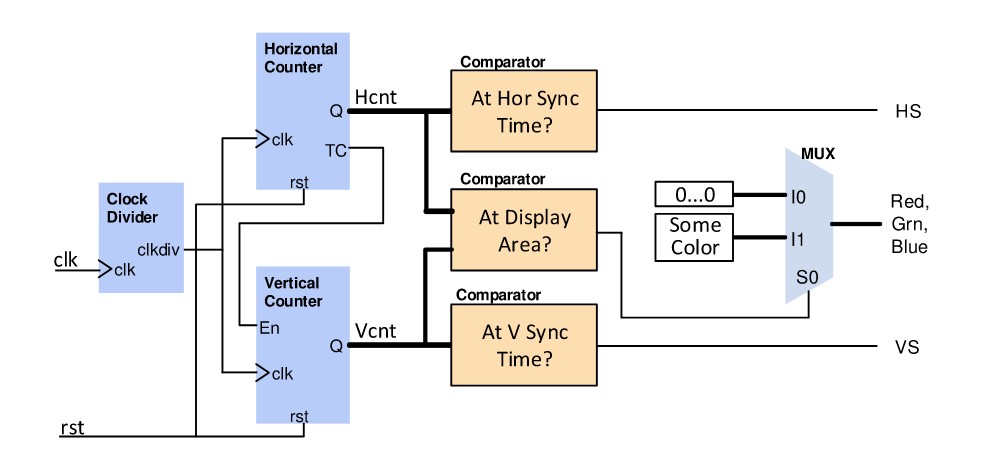 Horizontal
Counter
Q
clk
TC
rst
Hcnt
Comparator
At Hor Sync
Time?
HS
Clock
Divider
clkdiv
clk
clk
Comparator
At Display
Area?
MUX
0...0
I0
Some
Color
I1
S0
Red,
Grn,
Blue
Vertical
Counter
En
Q
clk
rst
Vcnt
Comparator
At V Sync
Time?
VS
rst